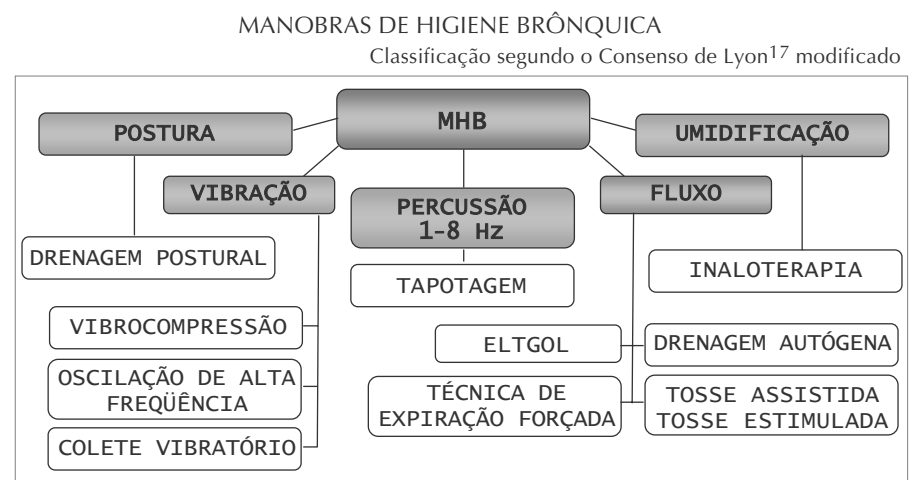 MANOBRAS DE HIGIENE BRÔNQUICA
Classificação segundo o Consenso de Lyon17 modificado
MHB
POSTURA
UMIDIFICAÇÃO
VIBRAÇÃO
PERCUSSÃO
1-8 Hz
FLUXO
DRENAGEM POSTURAL
TAPOTAGEM
INALOTERAPIA
VIBROCOMPRESSÃO
OSCILAÇÃO DE ALTA
FREQÜÊNCIA
COLETE VIBRATÓRIO
ELTGOL
DRENAGEM AUTÓGENA
TÉCNICA DE
EXPIRAÇÃO FORÇADA
TOSSE ASSISTIDA
TOSSE ESTIMULADA